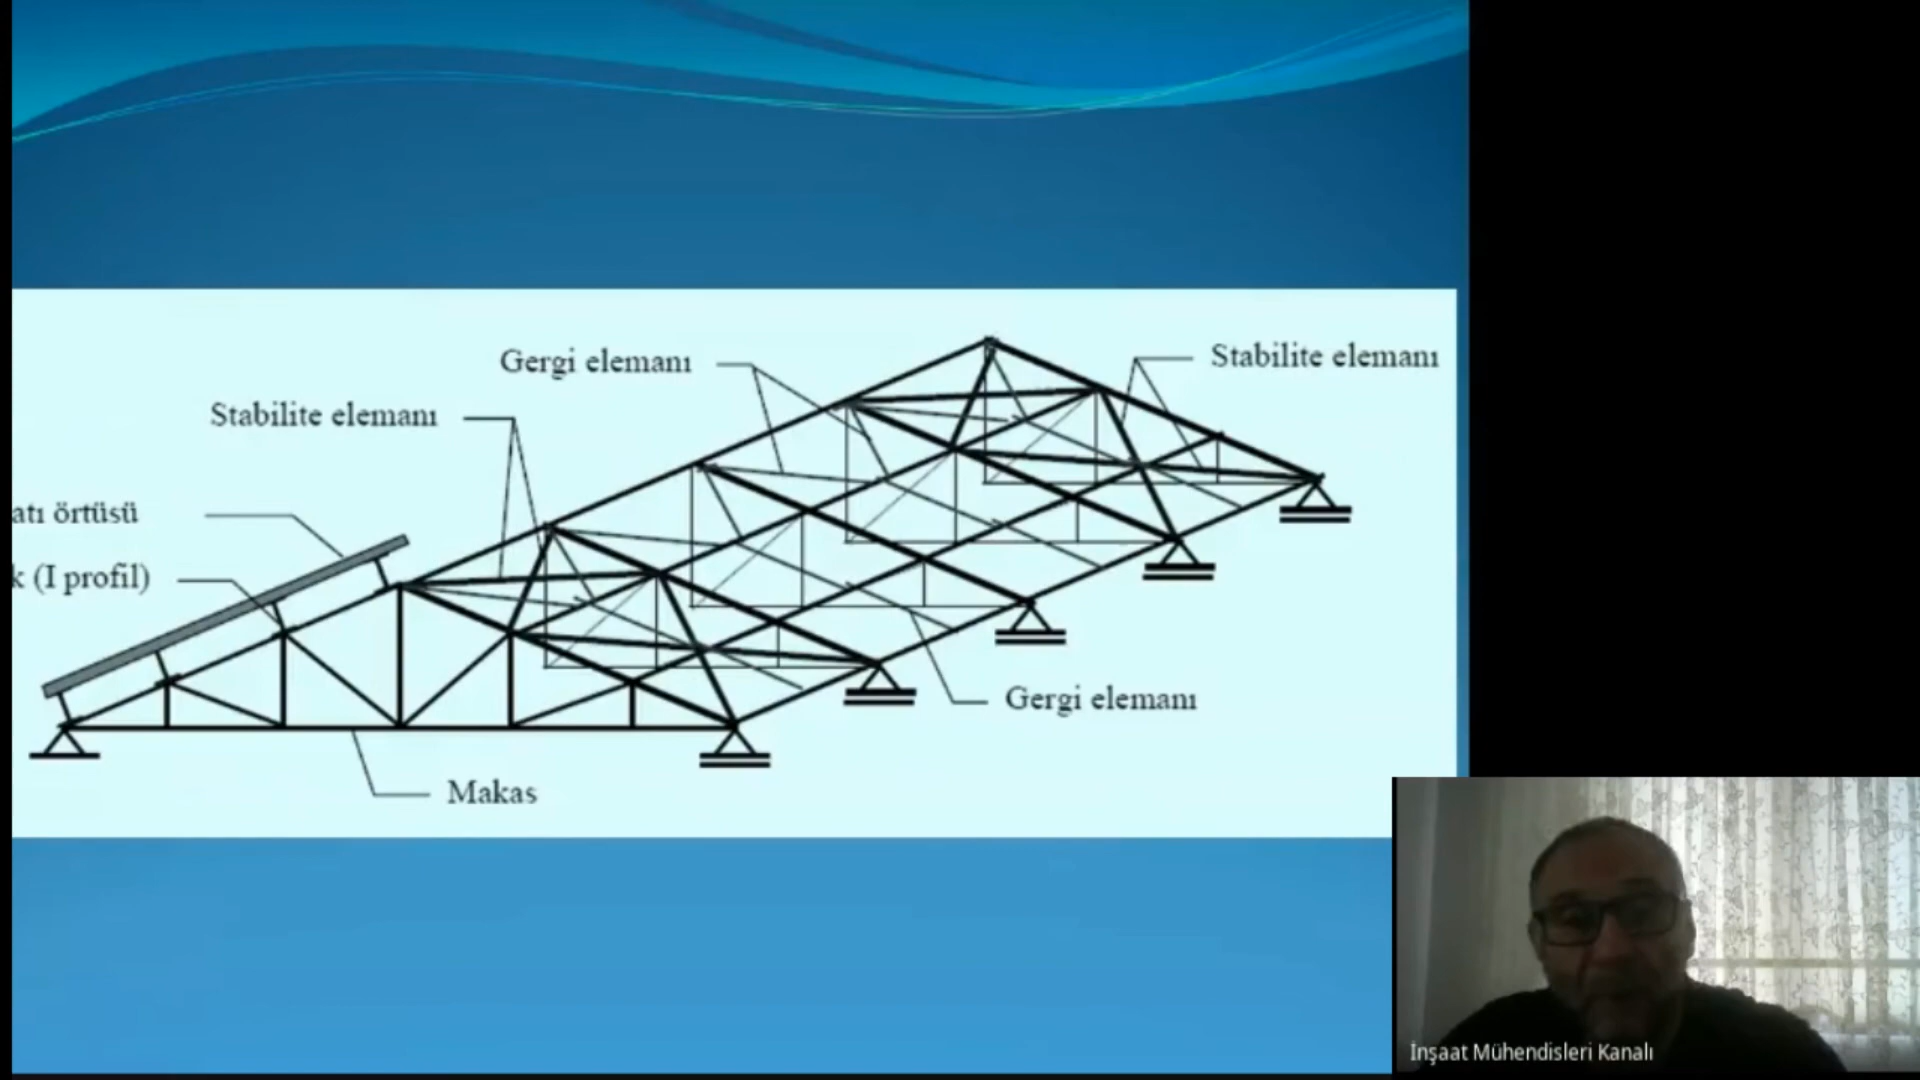 Gergi elemanı
Stabilite elemanı
Stabilite elemanı
atı örtüsü
k (I profil)
Gergi elemanı
Makas
İnşaat Mühendisleri Kanalı